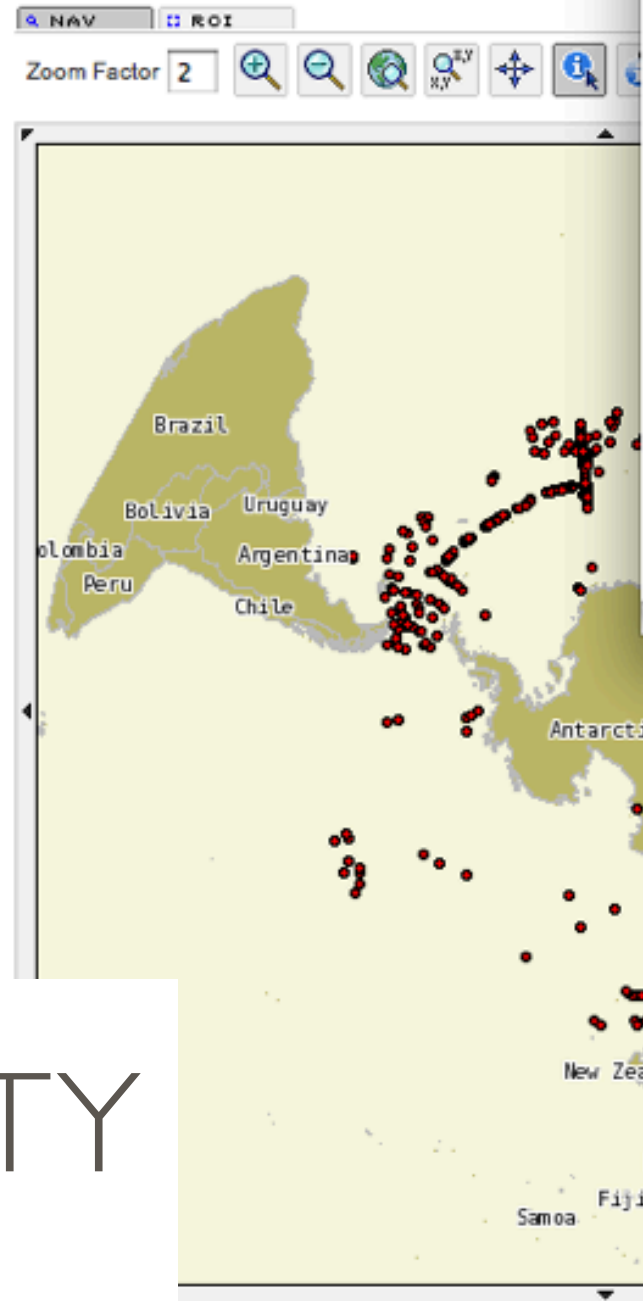 NAV ROI
Zoom Factor 2
x,y
x,y
Brazil
Bolivia
Uruguay
olombia
Argentina
Peru
Chile
Antarcti
TY
New Zea
Fiji
Samoa